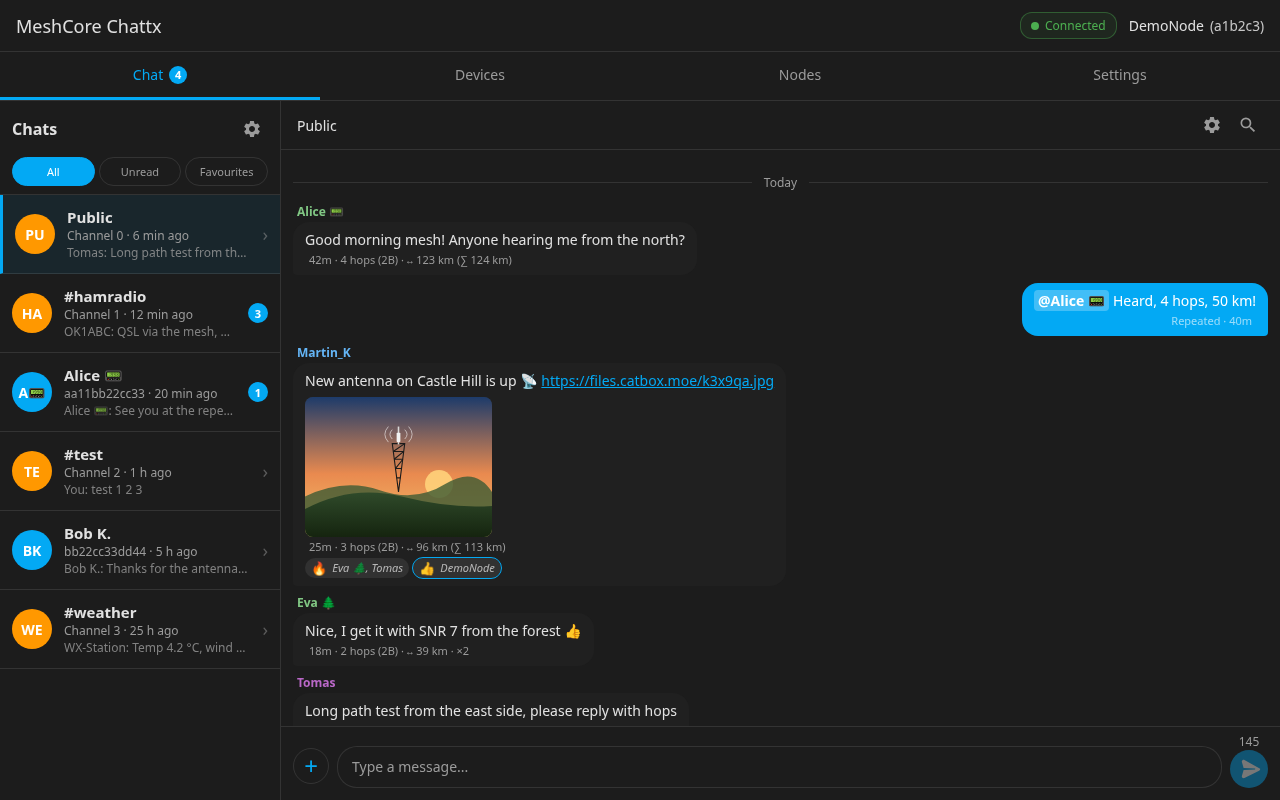 MeshCore Chattx
Connected
DemoNode (a1b2c3)
Chat 4
Devices
Nodes
Settings
Chats
All
Unread
Favourites
PU
Public
Channel 0 · 6 min ago
Tomas: Long path test from th...
HA
#hamradio
Channel 1 · 12 min ago
OK1ABC: QSL via the mesh, ...
3
A📟
Alice 📟
aa11bb22cc33 · 20 min ago
Alice 📟: See you at the repe...
1
TE
#test
Channel 2 · 1 h ago
You: test 1 2 3
BK
Bob K.
bb22cc33dd44 · 5 h ago
Bob K.: Thanks for the antenna...
WE
#weather
Channel 3 · 25 h ago
WX-Station: Temp 4.2 °C, wind ...
Public
Today
Alice 📟
Good morning mesh! Anyone hearing me from the north?
42m · 4 hops (2B) · ↔ 123 km (∑ 124 km)
@Alice 📟 Heard, 4 hops, 50 km!
Repeated · 40m
Martin_K
New antenna on Castle Hill is up 📡 https://files.catbox.moe/k3x9qa.jpg
25m · 3 hops (2B) · ↔ 96 km (∑ 113 km)
🔥 Eva 🌲, Tomas
👍 DemoNode
Eva 🌲
Nice, I get it with SNR 7 from the forest 👍
18m · 2 hops (2B) · ↔ 39 km · ×2
Tomas
Long path test from the east side, please reply with hops
Type a message...
145